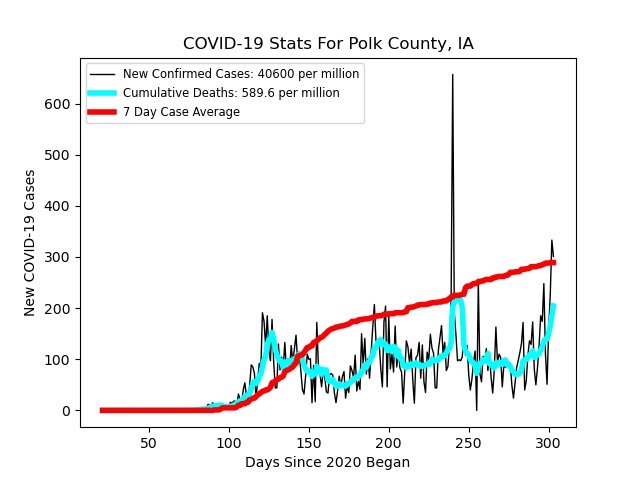 COVID-19 Stats For Polk County, IA
New Confirmed Cases: 40600 per million
Cumulative Deaths: 589.6 per million
7 Day Case Average
New COVID-19 Cases
600
500
400
300
200
100
0
50 100 150 200 250 300
Days Since 2020 Began